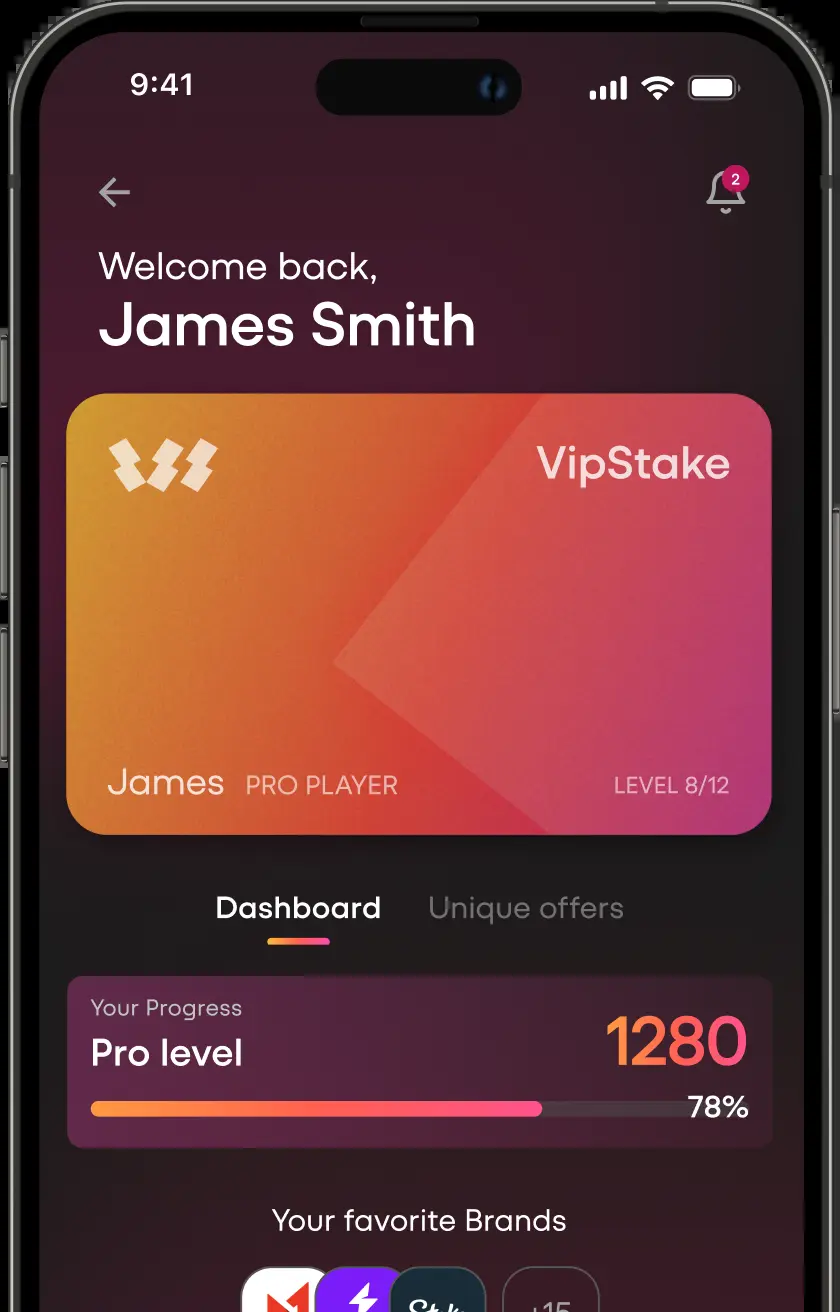 9:41
2
Welcome back,
James Smith
VipStake
James PRO PLAYER LEVEL 8/12
Dashboard Unique offers
Your Progress
Pro level 1280
78%
Your favorite Brands